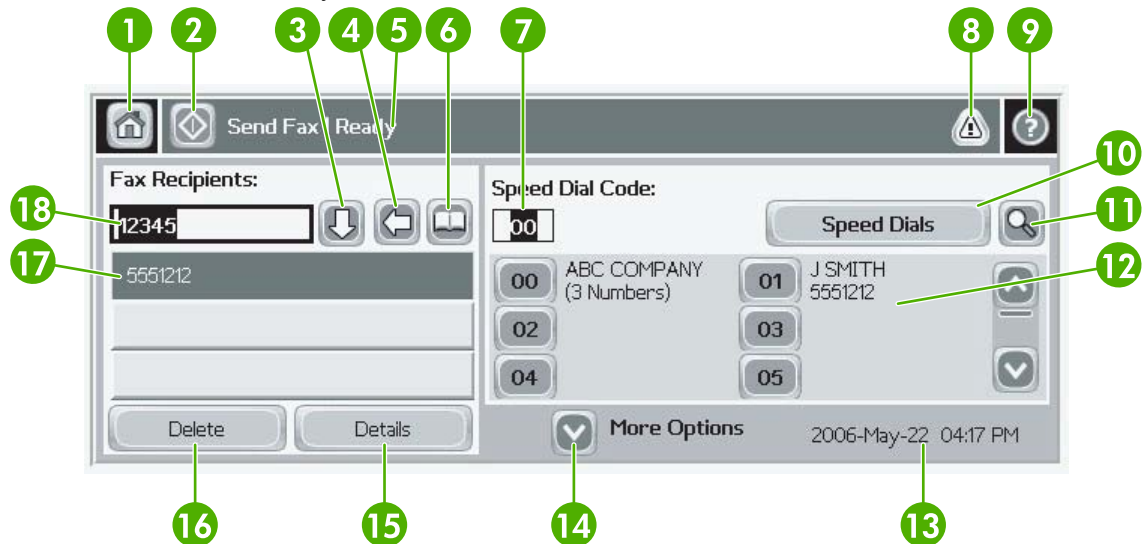 1 2 3 4 5 6 7 8 9
Send Fax | Ready
?
10
Fax Recipients:
Speed Dial Code:
18 12345
00
Speed Dials
11
17 5551212
00 ABC COMPANY
(3 Numbers)
01 J SMITH
5551212
12
02
03
04
05
Delete
Details
More Options
2006-May-22 04:17 PM
16 15 14 13